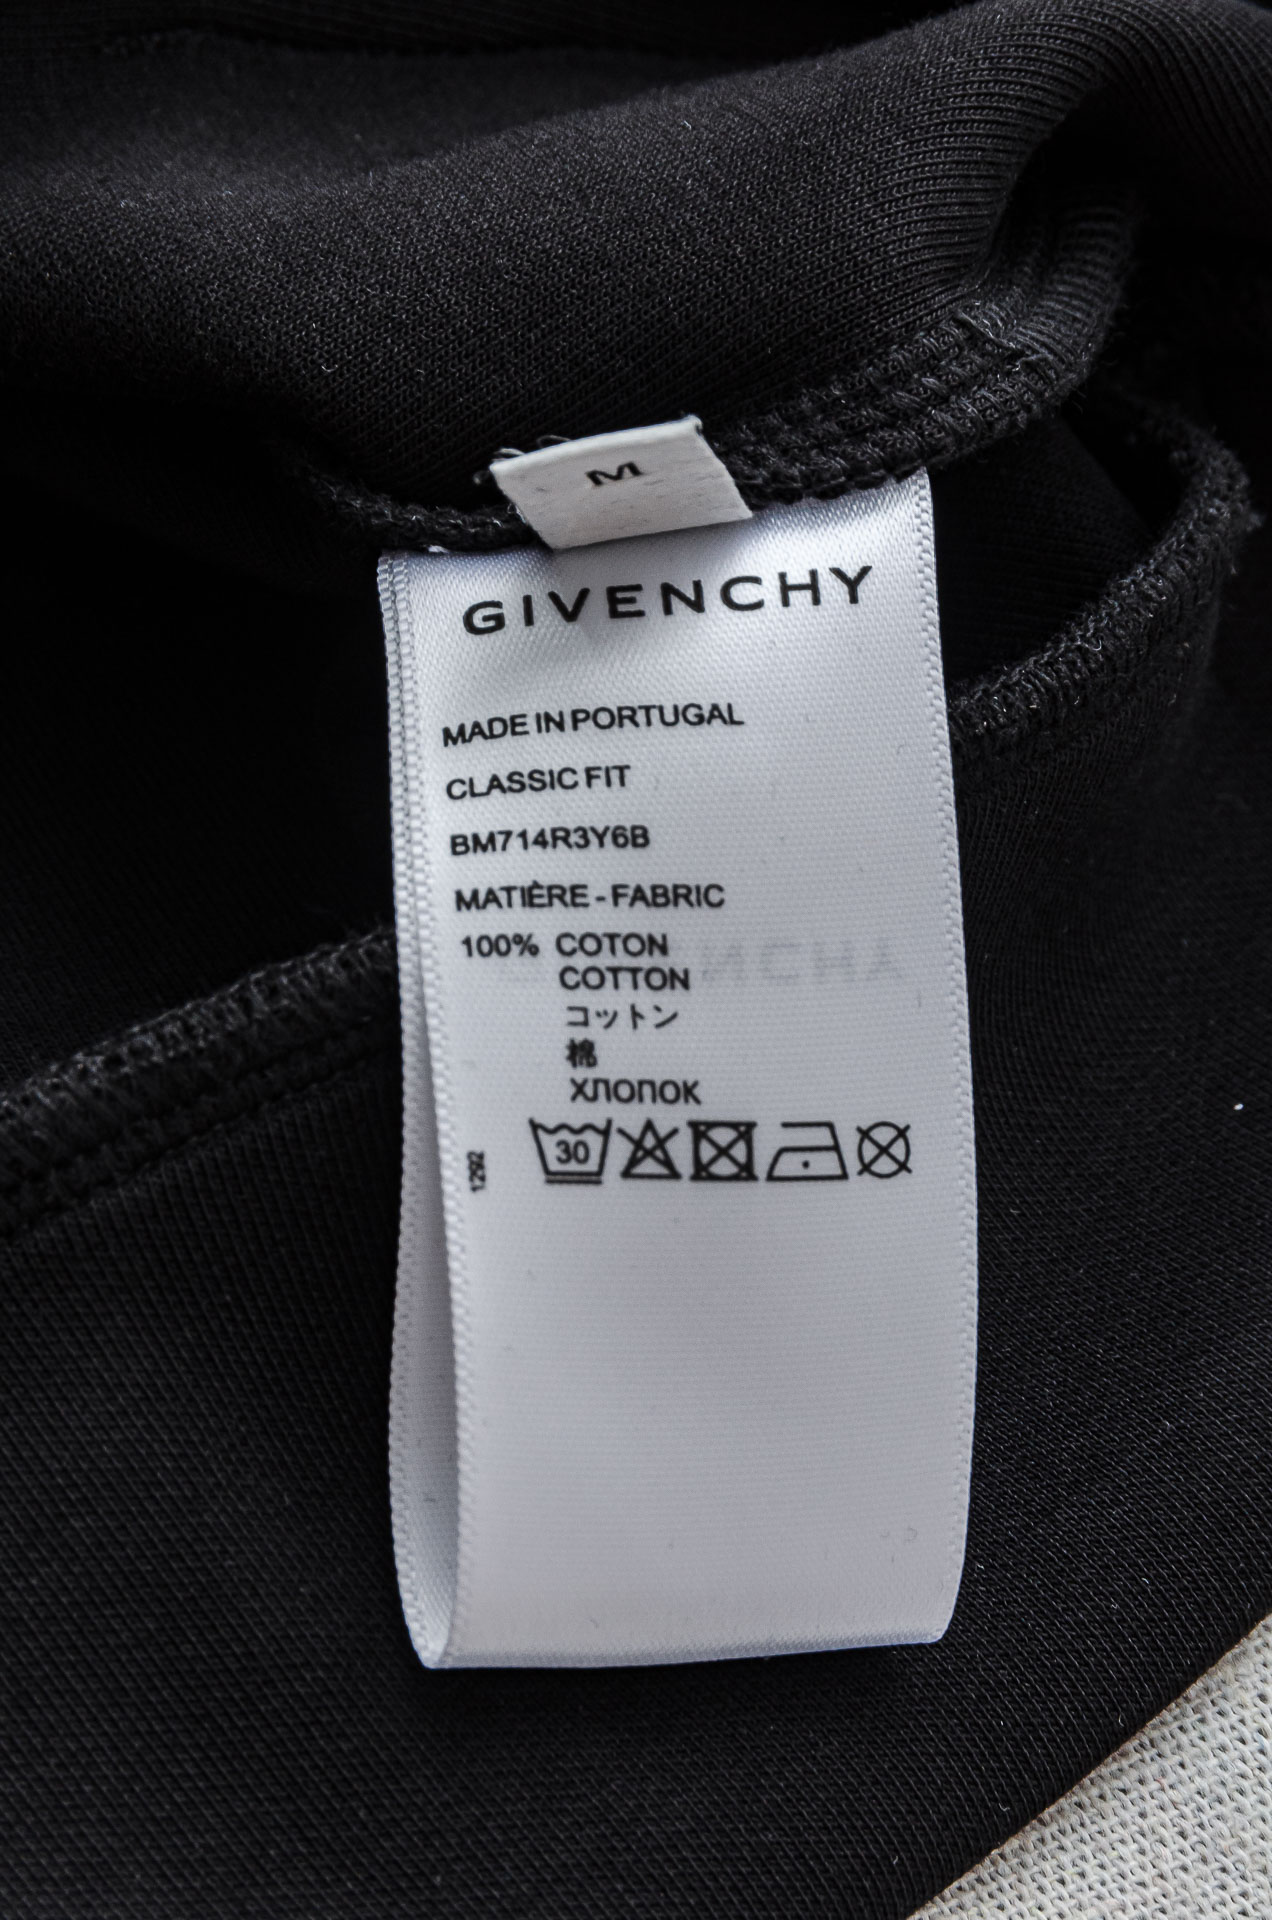 M
GIVENCHY
MADE IN PORTUGAL
CLASSIC FIT
BM714R3Y6B
MATIÈRE - FABRIC
100% COTON
COTTON
コットン
棉
ХЛОПОК
30
1292